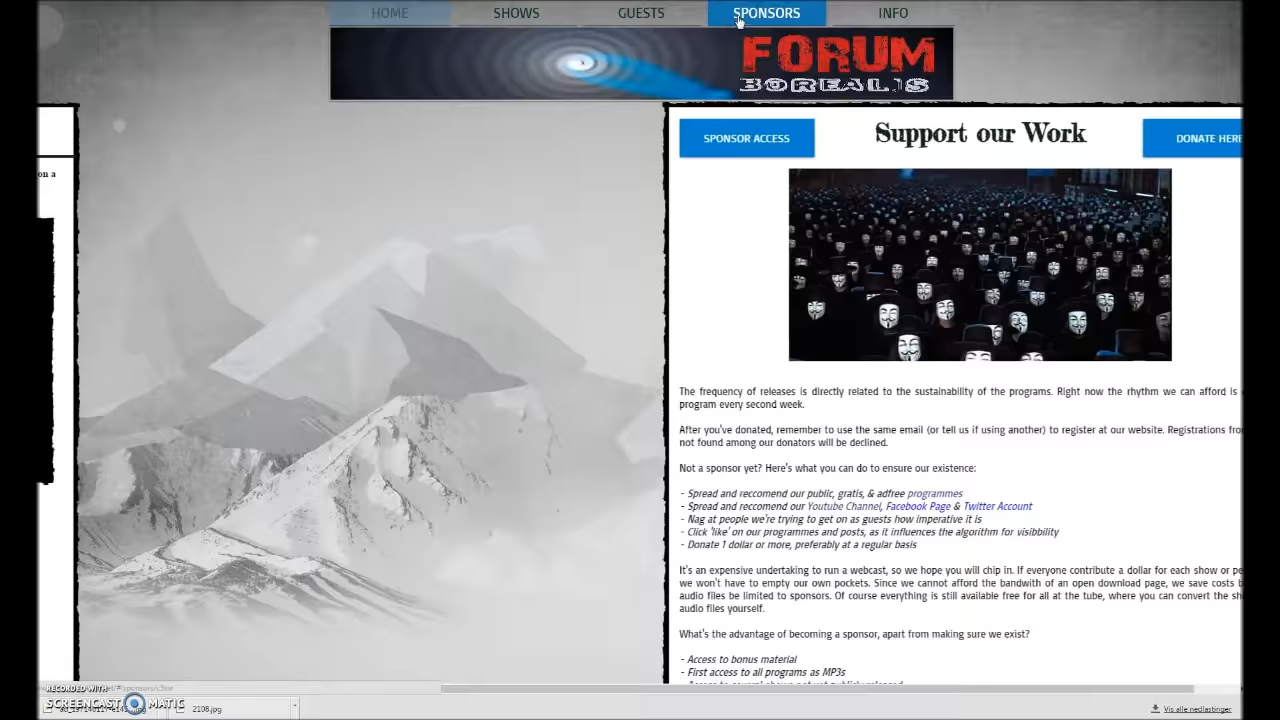 HOME SHOWS GUESTS SPONSORS INFO
FORUM
BOREALIS
on a
SPONSOR ACCESS
Support our Work
DONATE HERE
The frequency of releases is directly related to the sustainability of the programs. Right now the rhythm we can afford is
program every second week.
After you've donated, remember to use the same email (or tell us if using another) to register at our website. Registrations
not found among our donators will be declined.
Not a sponsor yet? Here's what you can do to ensure our existence:
- Spread and reccomend our public, gratis, & adfree programmes
- Spread and reccomend our Youtube Channel, Facebook Page & Twitter Account
- Nag at people we're trying to get on as guests how imperative it is
- Click 'like' on our programmes and posts, as it influences the algorithm for visibbility
- Donate 1 dollar or more, preferably at a regular basis
It's an expensive undertaking to run a webcast, so we hope you will chip in. If everyone contribute a dollar for each show or
we won't have to empty our own pockets. Since we cannot afford the bandwith of an open download page, we save costs
audio files be limited to sponsors. Of course everything is still available free for all at the tube, where you can convert the
audio files yourself.
What's the advantage of becoming a sponsor, apart from making sure we exist?
- Access to bonus material
- First access to all programs as MP3s
RECORDED WITH
SCREENCAST MATIC
2108.jpg
Vis alle nedlastinger